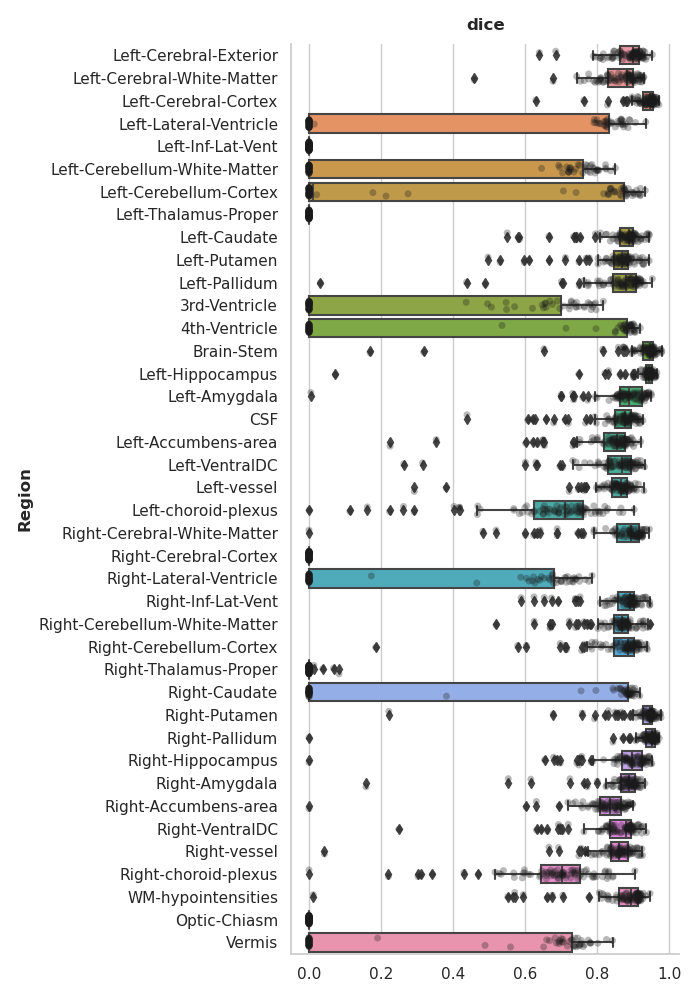 dice
Left-Cerebral-Exterior
Left-Cerebral-White-Matter
Left-Cerebral-Cortex
Left-Lateral-Ventricle
Left-Inf-Lat-Vent
Left-Cerebellum-White-Matter
Left-Cerebellum-Cortex
Left-Thalamus-Proper
Left-Caudate
Left-Putamen
Left-Pallidum
3rd-Ventricle
4th-Ventricle
Brain-Stem
Left-Hippocampus
Left-Amygdala
CSF
Left-Accumbens-area
Left-VentralDC
Left-vessel
Left-choroid-plexus
Right-Cerebral-White-Matter
Right-Cerebral-Cortex
Right-Lateral-Ventricle
Right-Inf-Lat-Vent
Right-Cerebellum-White-Matter
Right-Cerebellum-Cortex
Right-Thalamus-Proper
Right-Caudate
Right-Putamen
Right-Pallidum
Right-Hippocampus
Right-Amygdala
Right-Accumbens-area
Right-VentralDC
Right-vessel
Right-choroid-plexus
WM-hypointensities
Optic-Chiasm
Vermis
Region
0.0 0.2 0.4 0.6 0.8 1.0